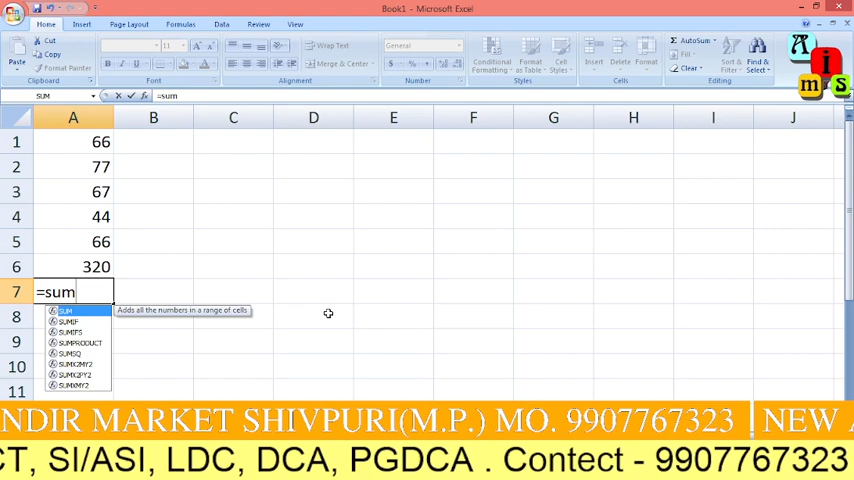 Book1 - Microsoft Excel
Home Insert Page Layout Formulas Data Review View
Cut
Copy
Format Painter
Paste
Clipboard
11
Font
Wrap Text
Merge & Center
Alignment
General
Number
Conditional Formatting
Format as Table
Cell Styles
Styles
Insert Delete Format
Cells
AutoSum
Fill
Clear
Sort & Filter
Find & Select
Editing
A i m s
SUM =sum
A B C D E F G H I J
1 66
2 77
3 67
4 44
5 66
6 320
7 =sum
8
9
10
11
SUM Adds all the numbers in a range of cells
SUMIF
SUMIFS
SUMPRODUCT
SUMSQ
SUMX2MY2
SUMX2PY2
SUMXMY2
NDIR MARKET SHIVPURI(M.P.) MO. 9907767323 NEW A
CT, SI/ASI, LDC, DCA, PGDCA . Contect - 9907767323